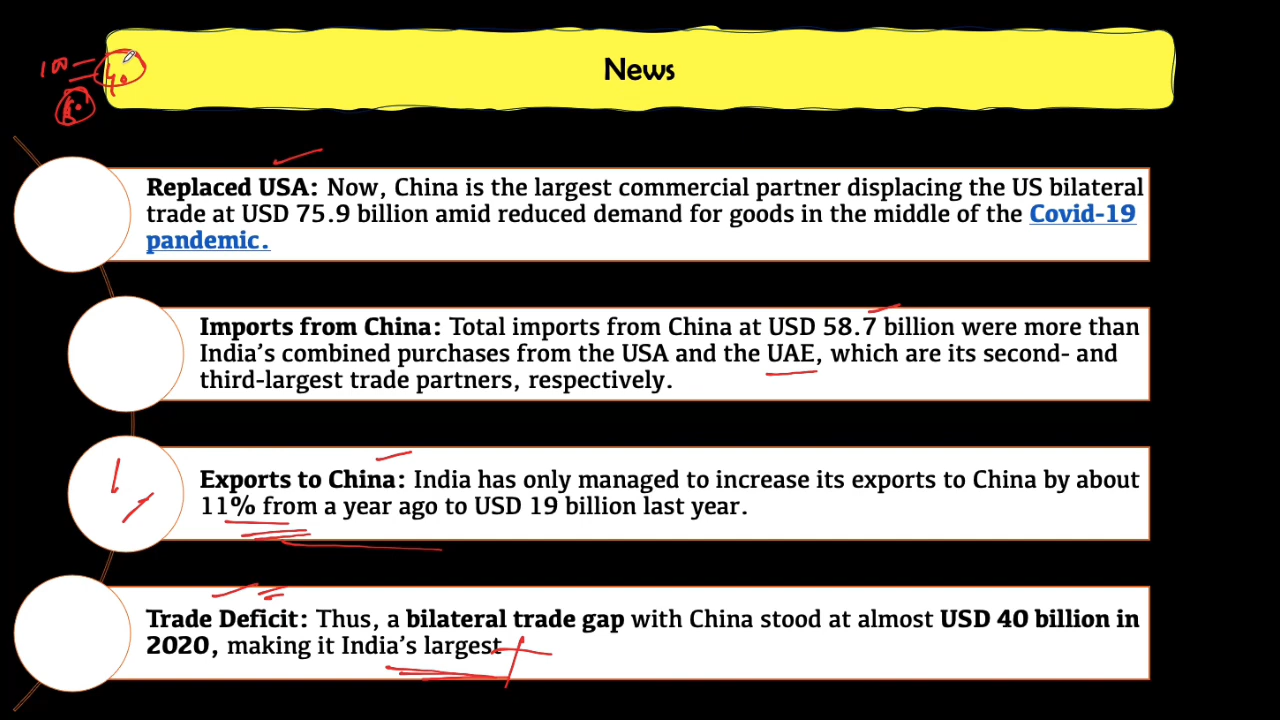 News
100
40
Replaced USA: Now, China is the largest commercial partner displacing the US bilateral
trade at USD 75.9 billion amid reduced demand for goods in the middle of the Covid-19
pandemic.
Imports from China: Total imports from China at USD 58.7 billion were more than
India’s combined purchases from the USA and the UAE, which are its second- and
third-largest trade partners, respectively.
Exports to China: India has only managed to increase its exports to China by about
11% from a year ago to USD 19 billion last year.
Trade Deficit: Thus, a bilateral trade gap with China stood at almost USD 40 billion in
2020, making it India’s largest